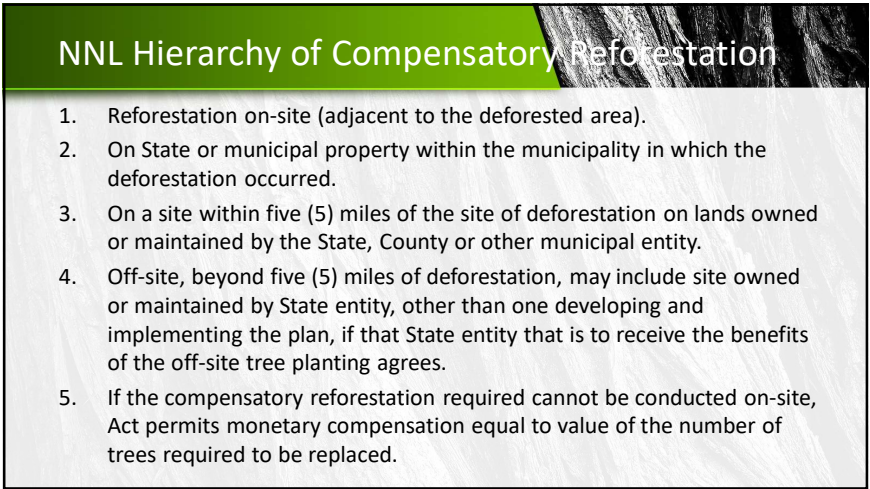 NNL Hierarchy of Compensatory Reforestation
1. Reforestation on-site (adjacent to the deforested area).
2. On State or municipal property within the municipality in which the
deforestation occurred.
3. On a site within five (5) miles of the site of deforestation on lands owned
or maintained by the State, County or other municipal entity.
4. Off-site, beyond five (5) miles of deforestation, may include site owned
or maintained by State entity, other than one developing and
implementing the plan, if that State entity that is to receive the benefits
of the off-site tree planting agrees.
5. If the compensatory reforestation required cannot be conducted on-site,
Act permits monetary compensation equal to value of the number of
trees required to be replaced.